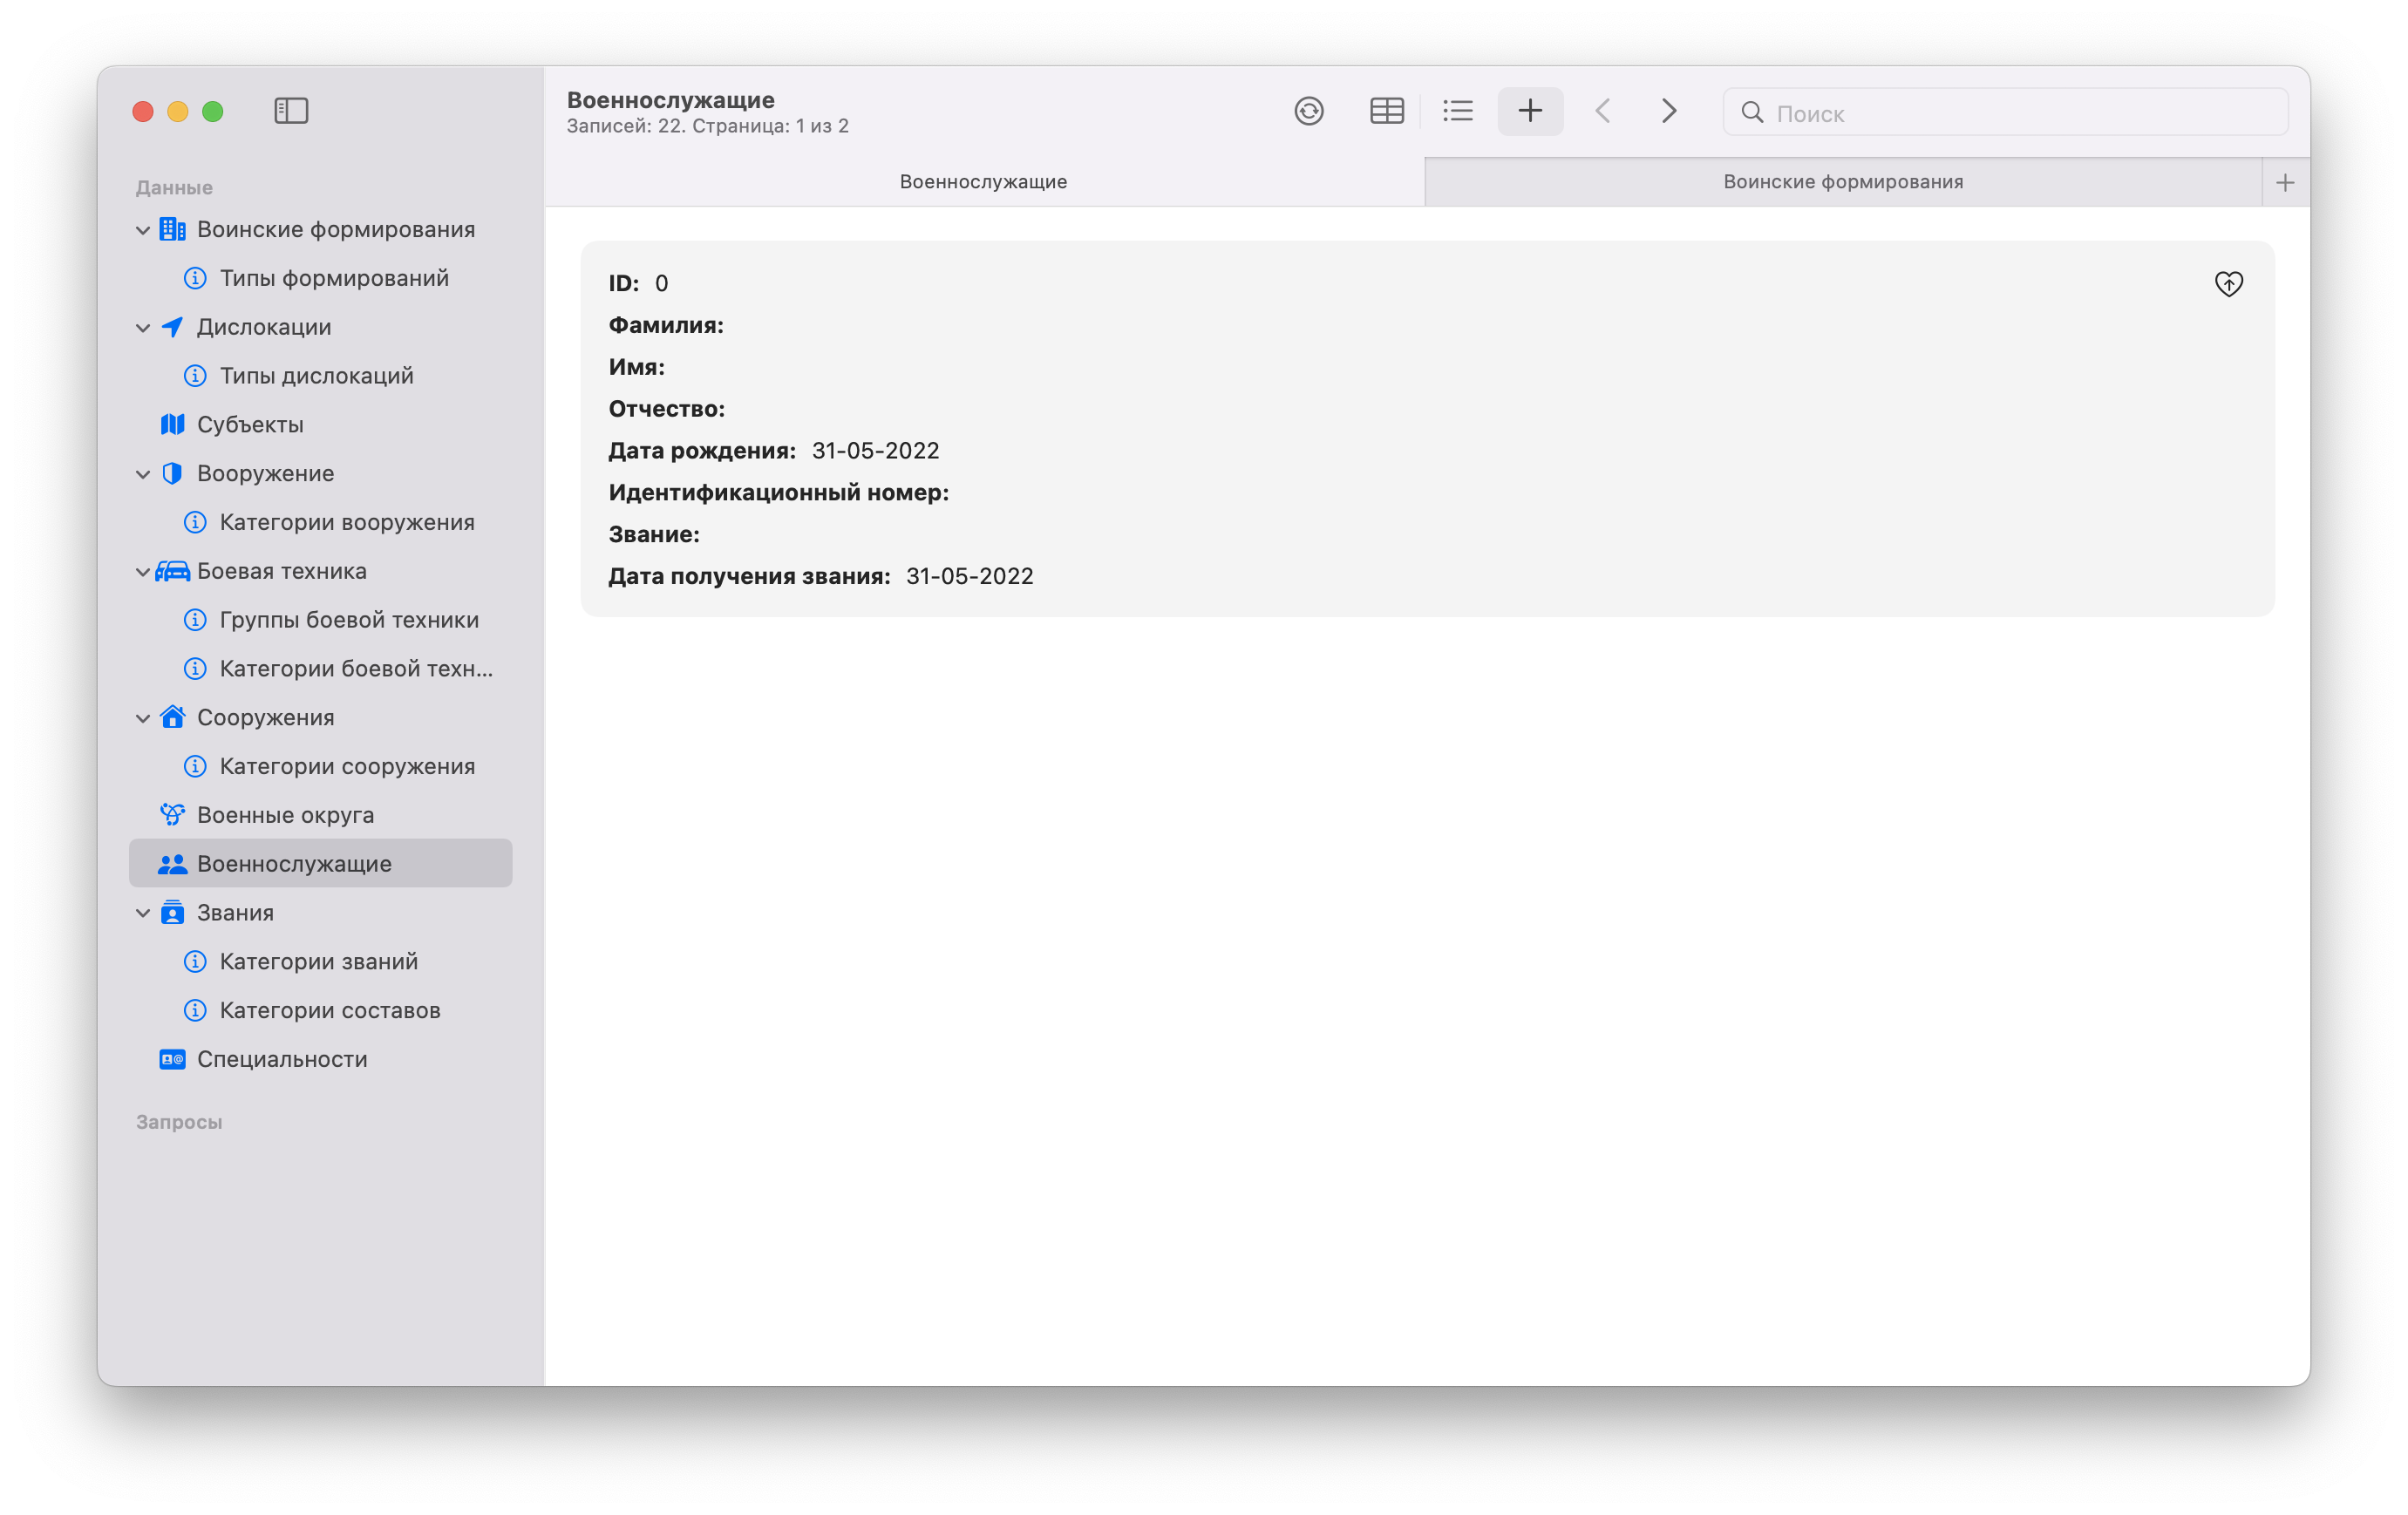 Военнослужащие
Записей: 22. Страница: 1 из 2
Поиск
Военнослужащие
Воинские формирования
Данные
Воинские формирования
Типы формирований
Дислокации
Типы дислокаций
Субъекты
Вооружение
Категории вооружения
Боевая техника
Группы боевой техники
Категории боевой техн...
Сооружения
Категории сооружения
Военные округа
Военнослужащие
Звания
Категории званий
Категории составов
Специальности
Запросы
ID: 0
Фамилия:
Имя:
Отчество:
Дата рождения: 31-05-2022
Идентификационный номер:
Звание:
Дата получения звания: 31-05-2022